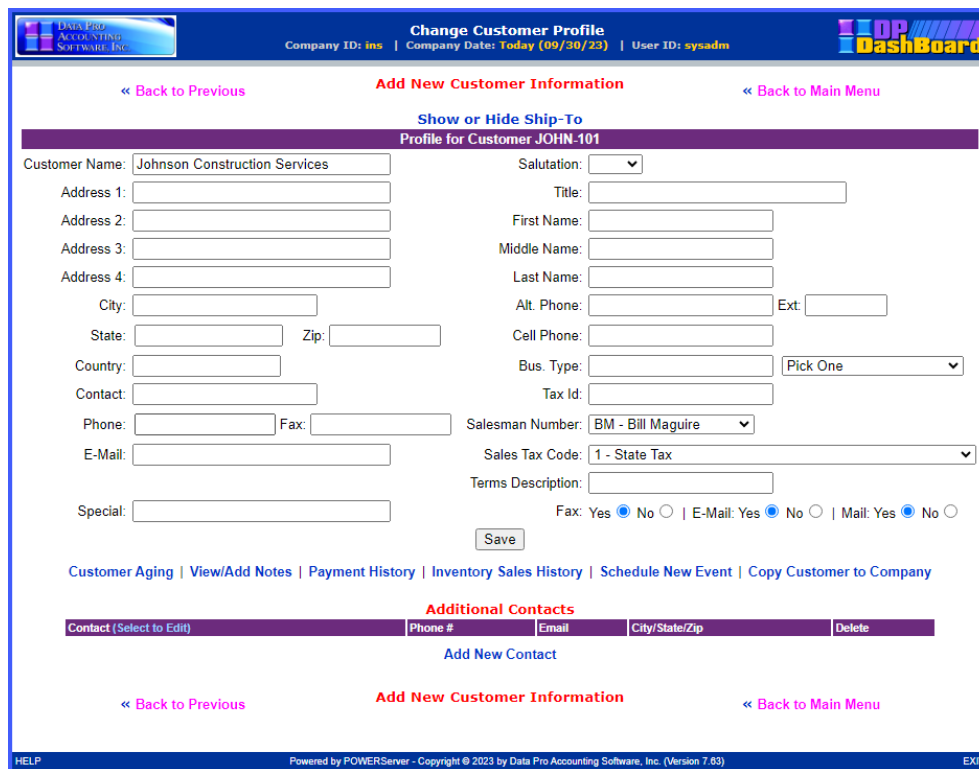 DATA PRO
ACCOUNTING
SOFTWARE, INC.
Change Customer Profile
Company ID: ins | Company Date: Today (09/30/23) | User ID: sysadm
DP
DashBoard
« Back to Previous
Add New Customer Information
« Back to Main Menu
Show or Hide Ship-To
Profile for Customer JOHN-101
Customer Name: Johnson Construction Services Salutation:
Address 1: Title:
Address 2: First Name:
Address 3: Middle Name:
Address 4: Last Name:
City: Alt. Phone: Ext:
State: Zip: Cell Phone:
Country: Bus. Type: Pick One
Contact: Tax Id:
Phone: Fax: Salesman Number: BM - Bill Maguire
E-Mail: Sales Tax Code: 1 - State Tax
Terms Description:
Special: Fax: Yes No | E-Mail: Yes No | Mail: Yes No
Save
Customer Aging | View/Add Notes | Payment History | Inventory Sales History | Schedule New Event | Copy Customer to Company
Additional Contacts
Contact (Select to Edit) Phone # Email City/State/Zip Delete
Add New Contact
« Back to Previous
Add New Customer Information
« Back to Main Menu
HELP Powered by POWERServer - Copyright © 2023 by Data Pro Accounting Software, Inc. (Version 7.63)